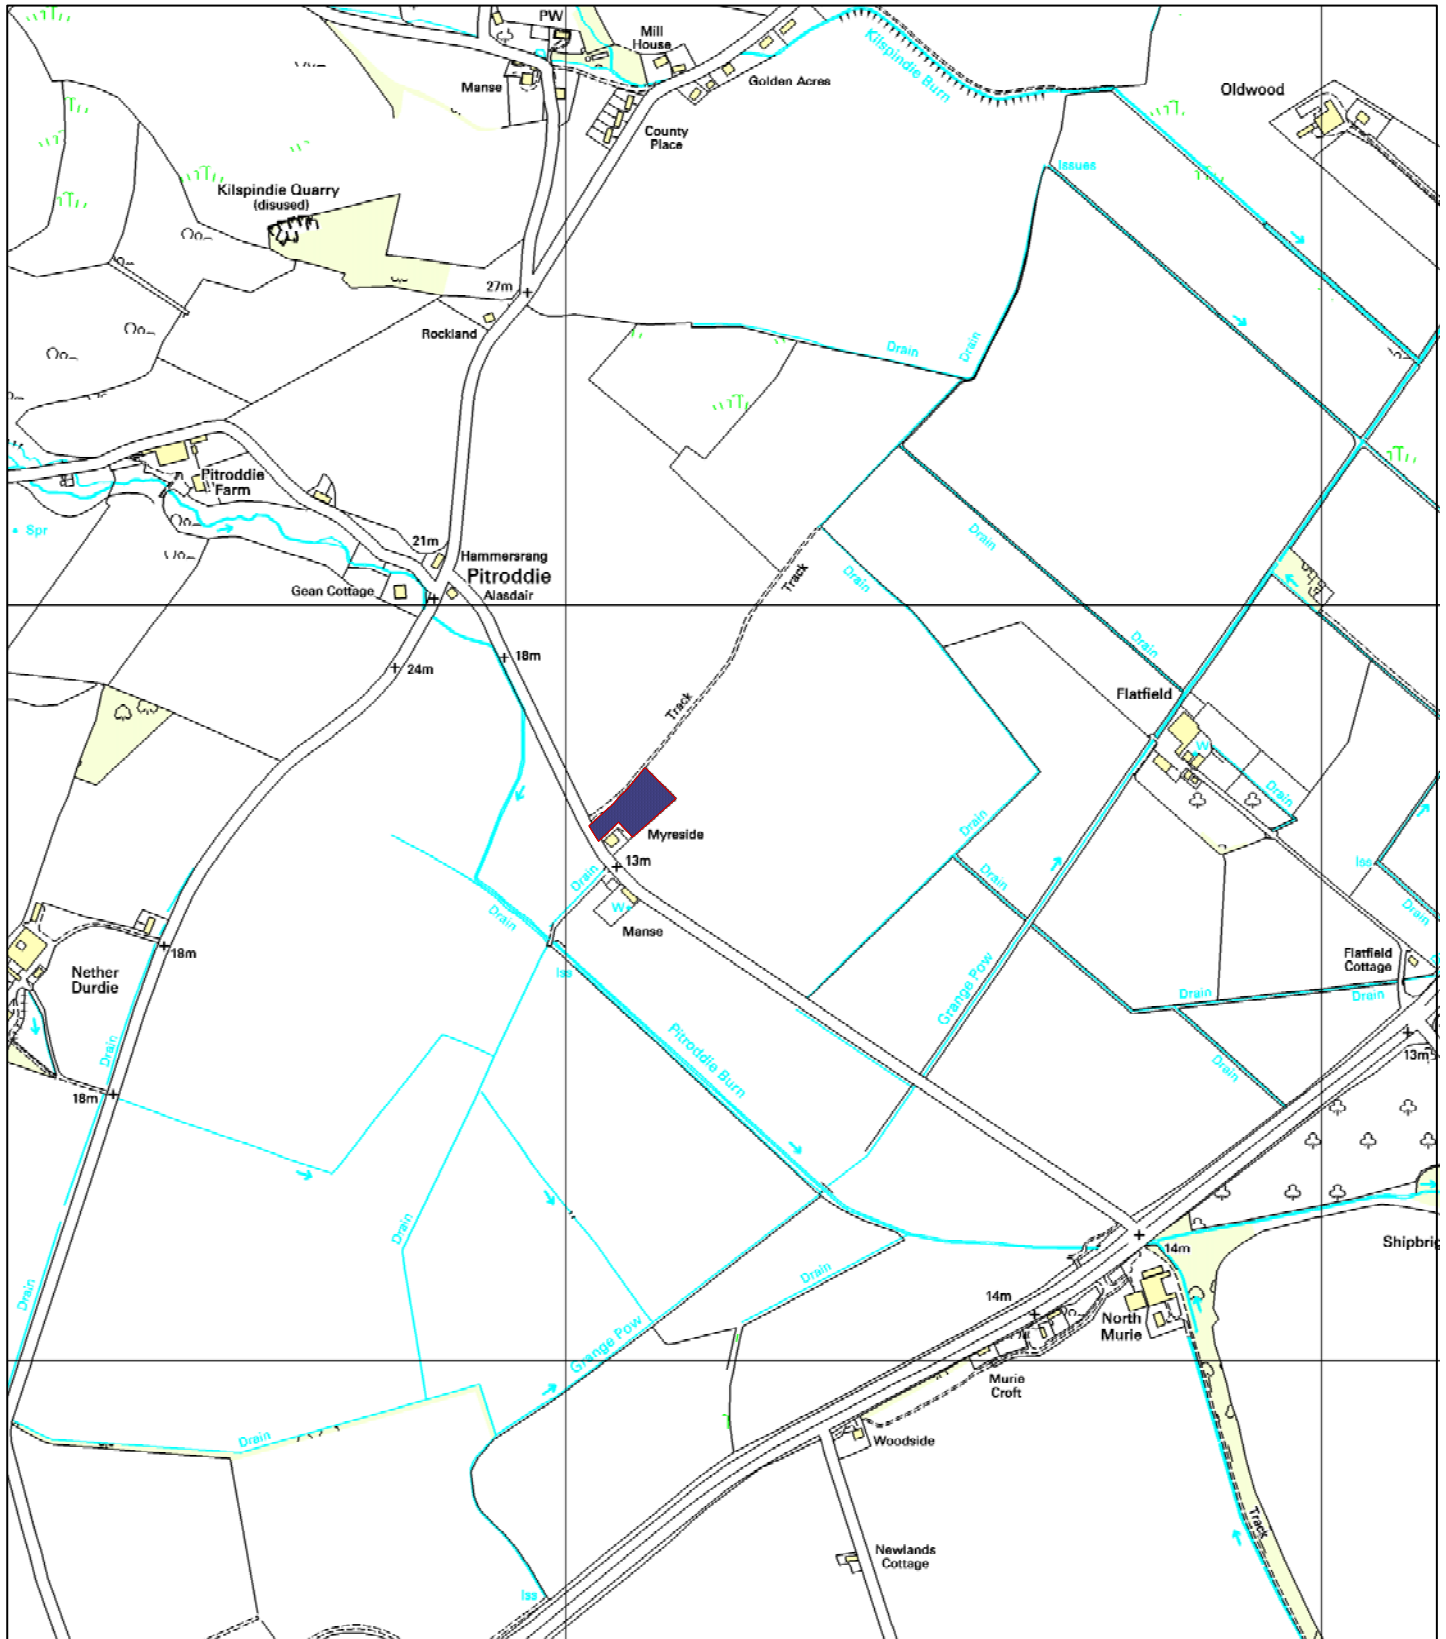 PW
Mill
House
Manse
Golden Acres
Kilspindie Burn
Oldwood
County
Place
Issues
Kilspindie Quarry
(disused)
27m
Rockland
Drain
Drain
Pitroddie
Farm
Spr
21m
Hammersrang
Pitroddie
Alasdair
Gean Cottage
Drain
Drain
Track
18m
24m
Drain
Track
Flatfield
W
Drain
Myreside
Drain
13m
Drain
W
Manse
Drain
Drain
Iss
Drain
Nether
Durdie
18m
Iss
Grange Pow
Flatfield
Cottage
Drain
Drain
Drain
Pitroddie Burn
13m
18m
Drain
Drain
Drain
Drain
14m
Shipbrig
14m
North
Murie
Grange Pow
Murie
Croft
Drain
Woodside
Track
Newlands
Cottage
Iss